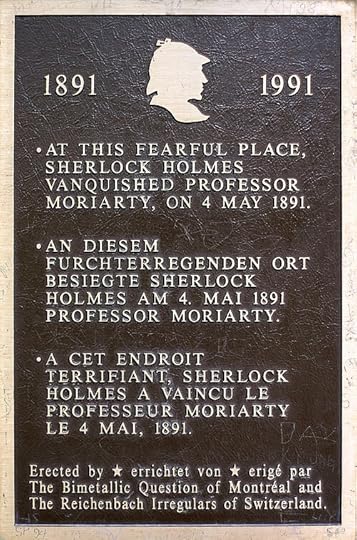 1891 1991
• AT THIS FEARFUL PLACE,
SHERLOCK HOLMES
VANQUISHED PROFESSOR
MORIARTY, ON 4 MAY 1891.
• AN DIESEM
FURCHTERREGENDEN ORT
BESIEGTE SHERLOCK
HOLMES AM 4. MAI 1891
PROFESSOR MORIARTY.
• A CET ENDROIT
TERRIFIANT, SHERLOCK
HOLMES A VAINCU LE
PROFESSEUR MORIARTY
LE 4 MAI, 1891.
Erected by ★ errichtet von ★ erigé par
The Bimetallic Question of Montréal and
The Reichenbach Irregulars of Switzerland.